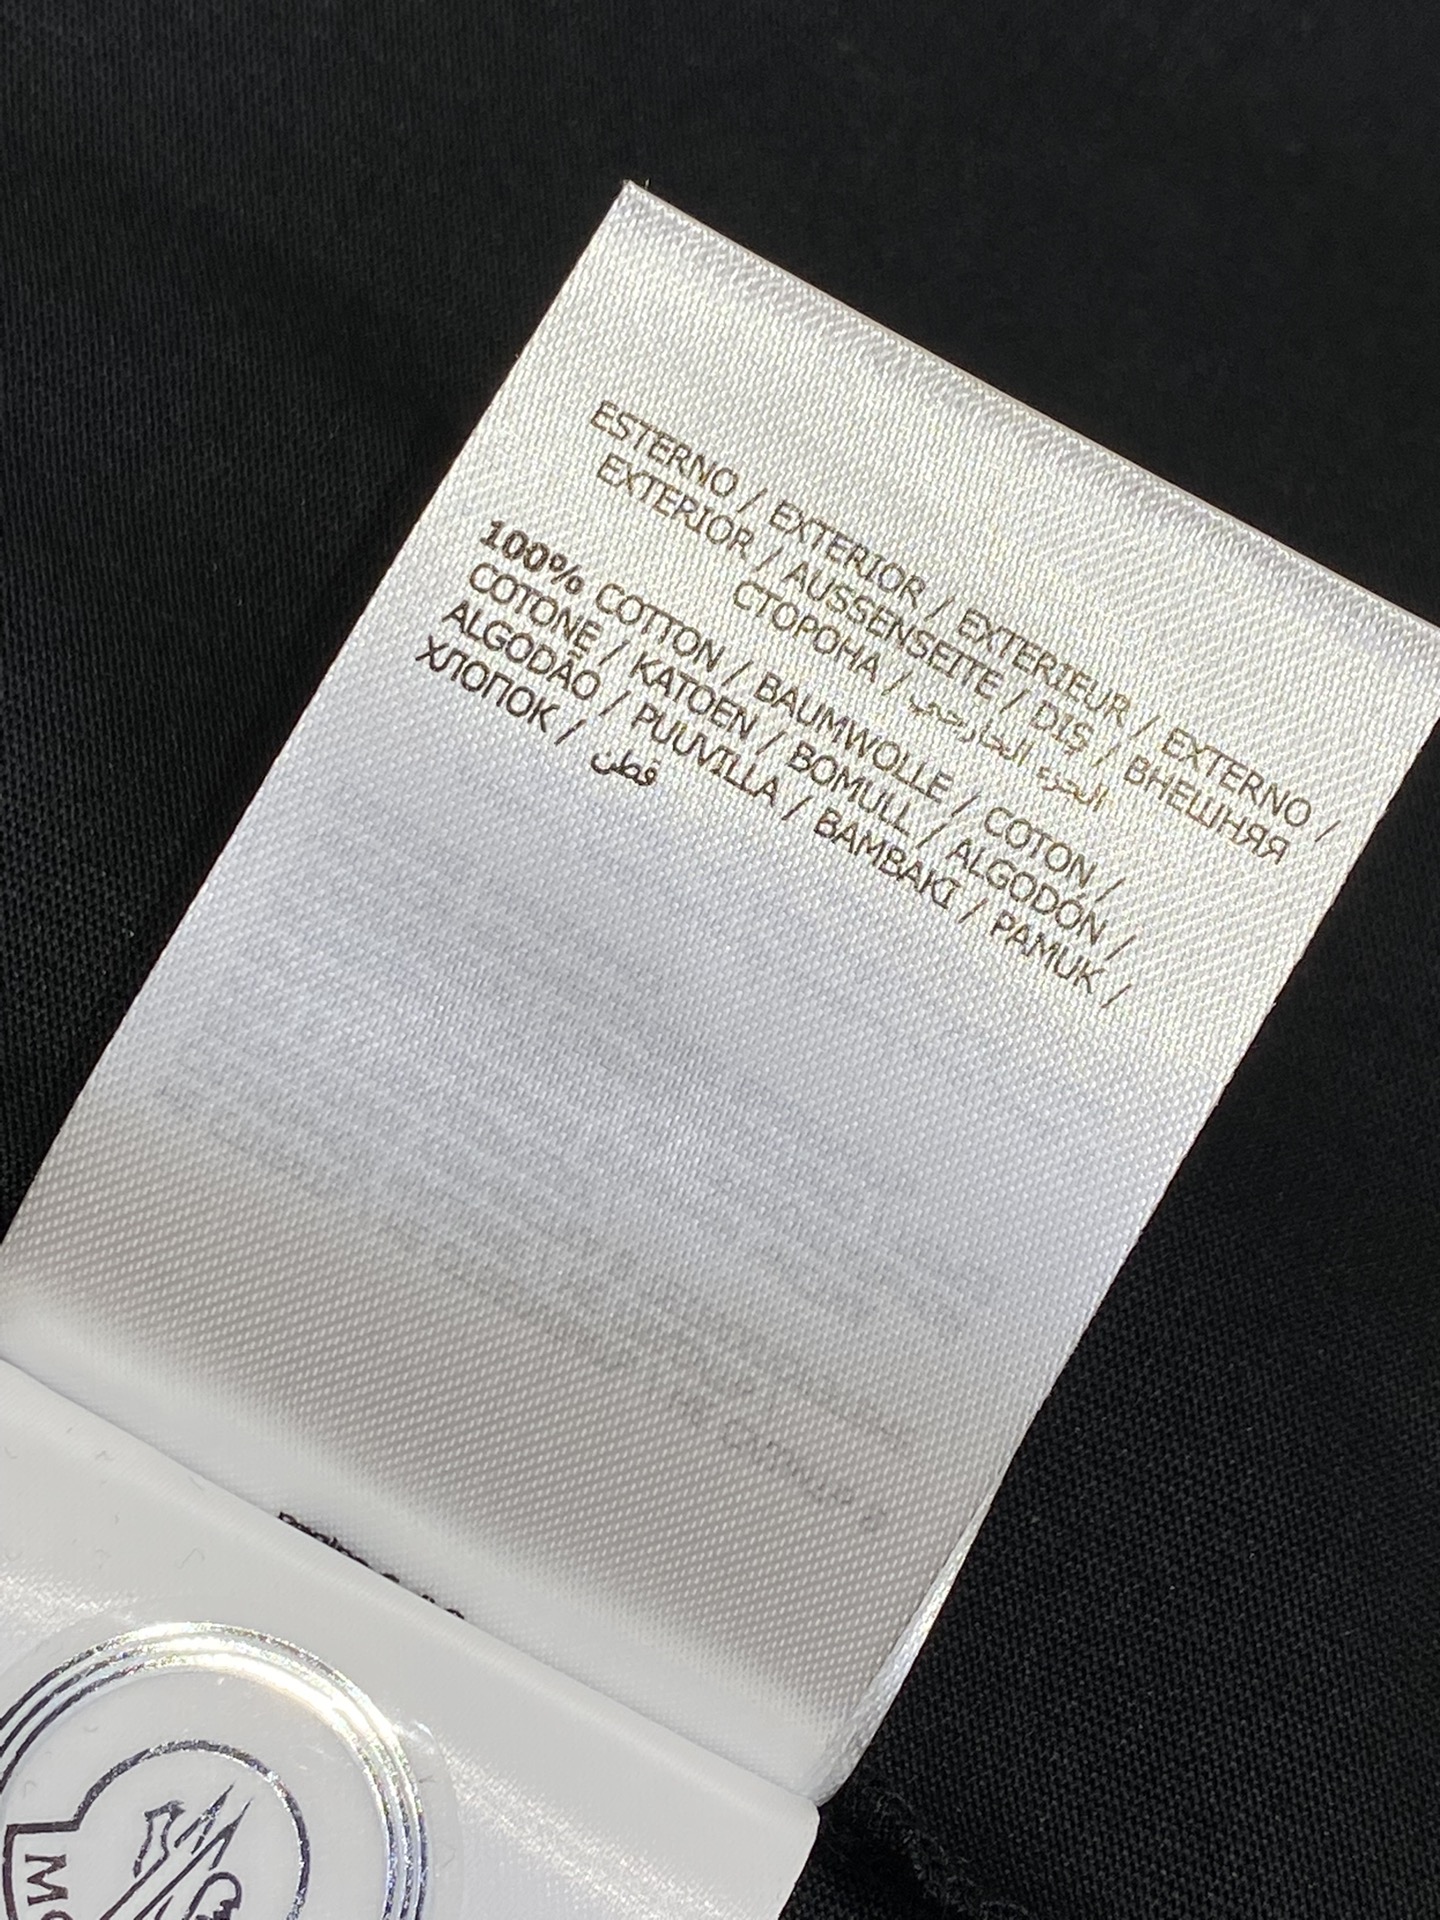 ESTERNO / EXTERIOR / EXTERIEUR / EXTERNO /
EXTERIOR / AUSSENSEITE / DIŞ / ВНЕШНЯЯ
СТОРОНА / الجزء الخارجي
100% COTTON / BAUMWOLLE / COTON /
COTONE / KATOEN / BOMULL / ALGODÓN /
ALGODÃO / PUUVILLA / BAMBAKI / PAMUK /
ХЛОПОК / قطن